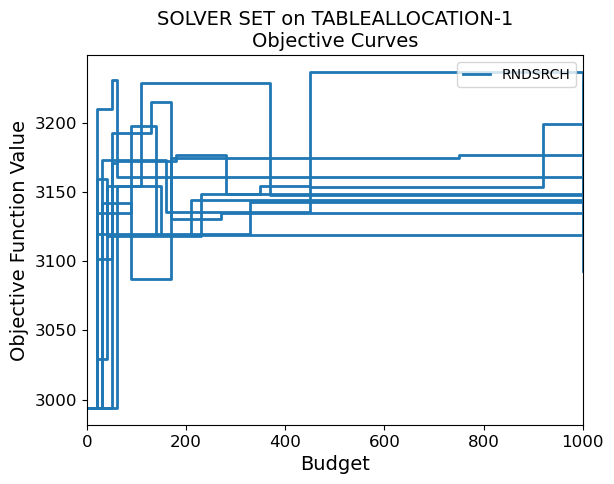 SOLVER SET on TABLEALLOCATION-1
Objective Curves
RNDSRCH
Objective Function Value
3200
3150
3100
3050
3000
0 200 400 600 800 1000
Budget